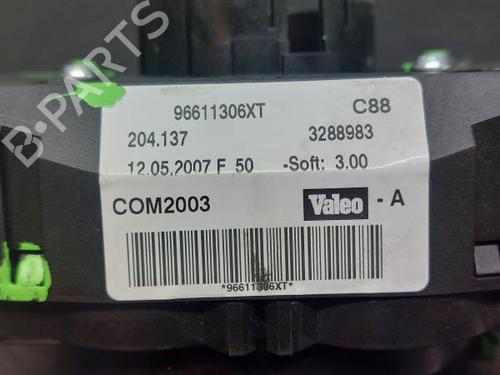 B-PARTS
96611306XT C88
204.137 3288983
12.05.2007 F 50 -Soft: 3.00
COM2003 Valeo - A
*96611306XT*